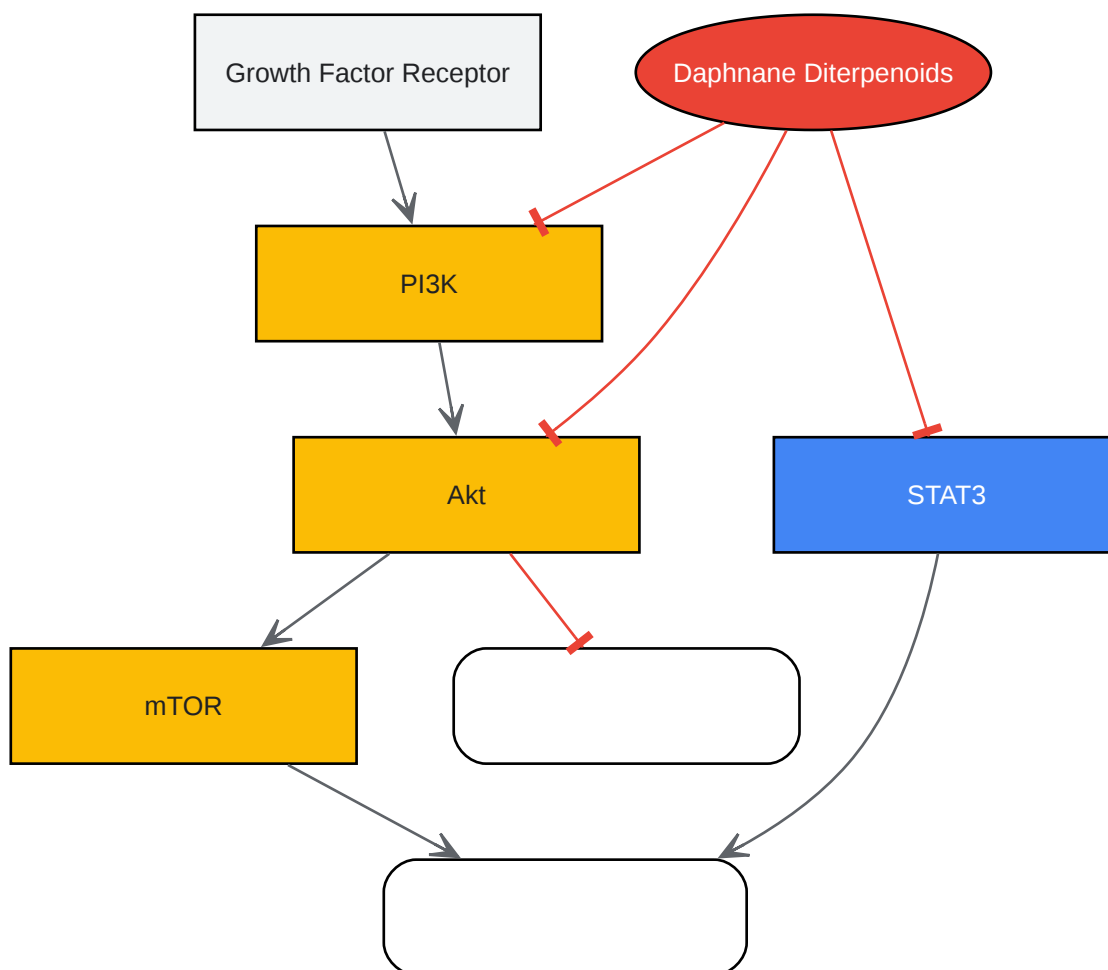 Growth Factor Receptor
Daphnane Diterpenoids
PI3K
Akt
STAT3
mTOR